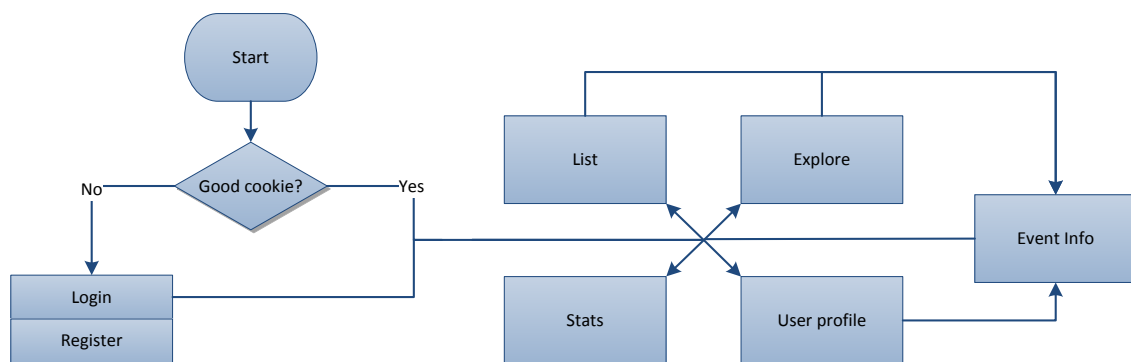 Start
Good cookie?
No
Yes
Login
Register
List
Explore
Event Info
Stats
User profile